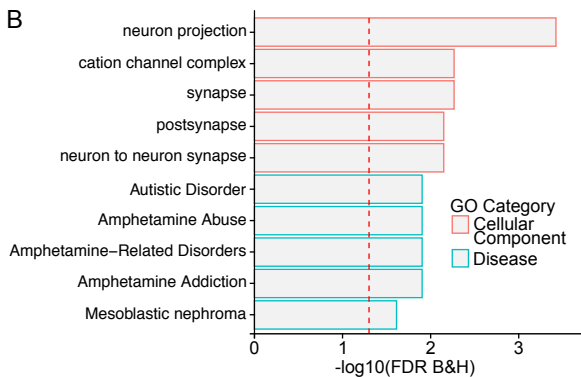 B
neuron projection
cation channel complex
synapse
postsynapse
neuron to neuron synapse
Autistic Disorder
Amphetamine Abuse
Amphetamine−Related Disorders
Amphetamine Addiction
Mesoblastic nephroma
GO Category
Cellular
Component
Disease
0 1 2 3
-log10(FDR B&H)